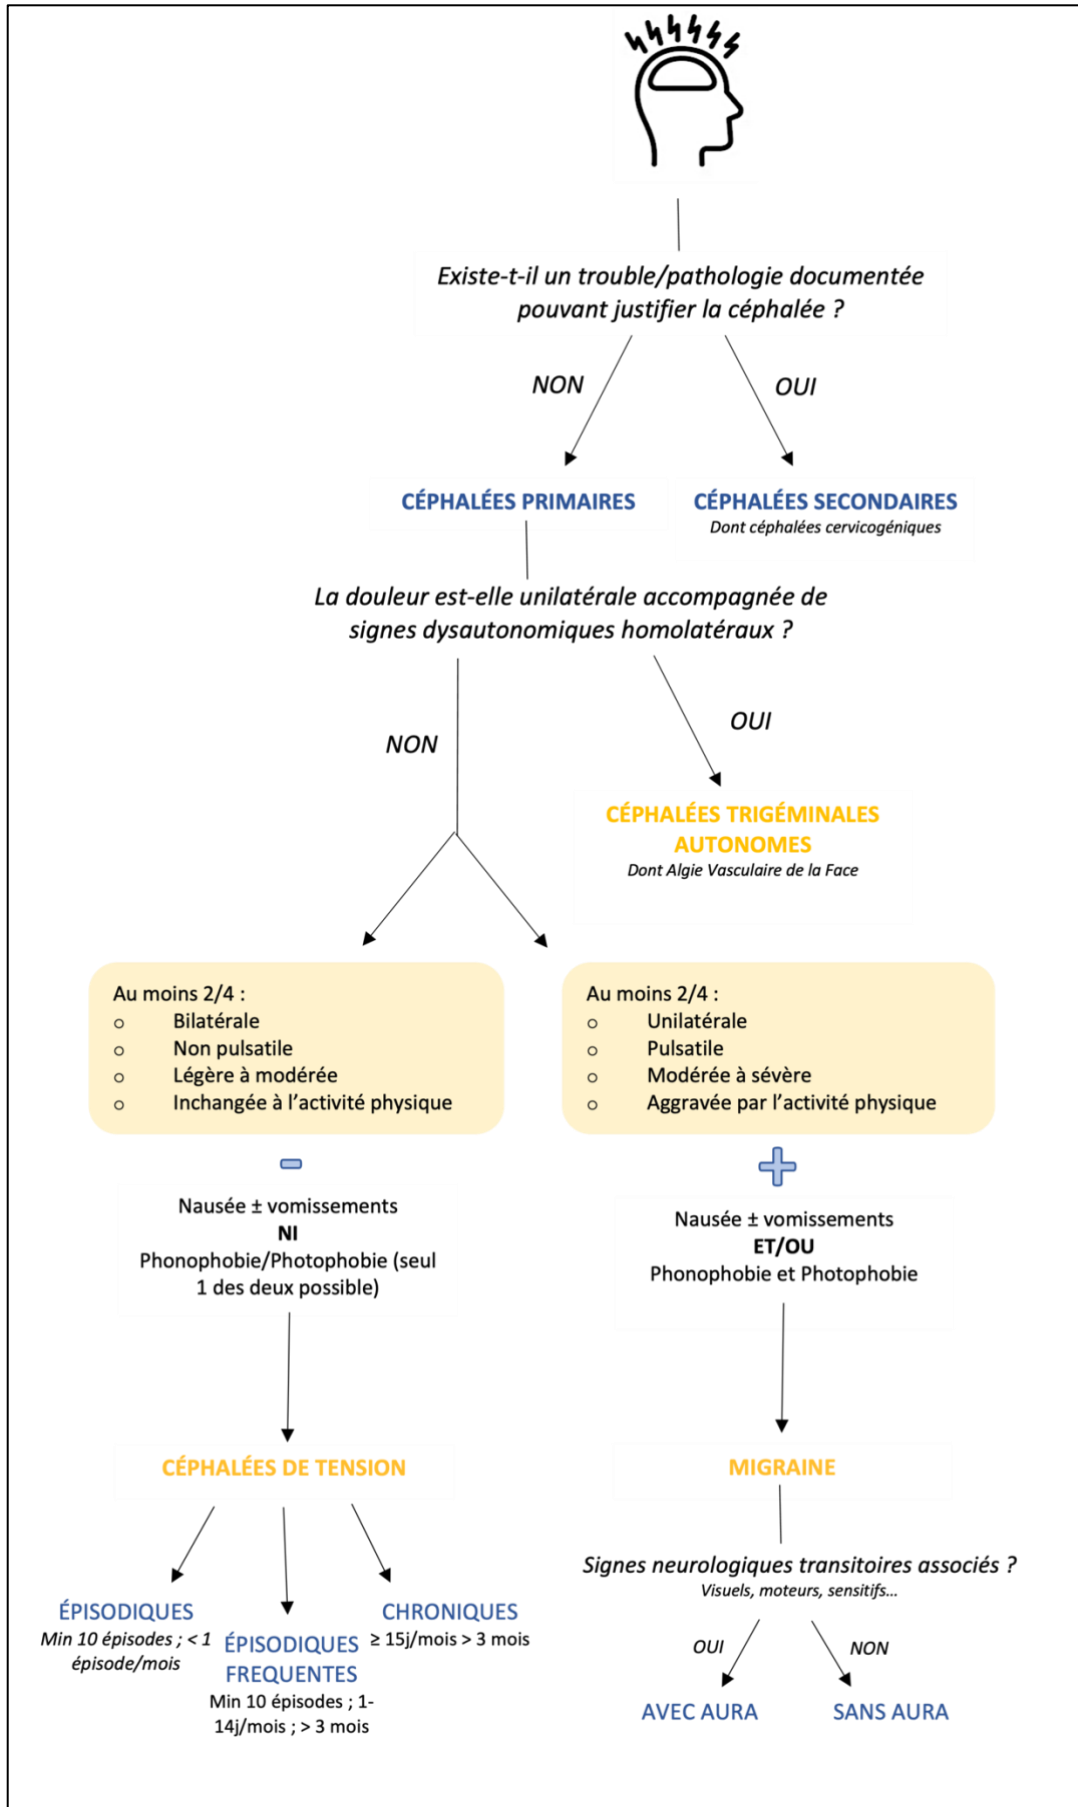 Existe-t-il un trouble/pathologie documentée
pouvant justifier la céphalée ?
NON
OUI
CÉPHALÉES PRIMAIRES
CÉPHALÉES SECONDAIRES
Dont céphalées cervicogéniques
La douleur est-elle unilatérale accompagnée de
signes dysautonomiques homolatéraux ?
NON
OUI
CÉPHALÉES TRIGÉMINALES
AUTONOMES
Dont Algie Vasculaire de la Face
Au moins 2/4 :
o Bilatérale
o Non pulsatile
o Légère à modérée
o Inchangée à l'activité physique
Au moins 2/4 :
o Unilatérale
o Pulsatile
o Modérée à sévère
o Aggravée par l'activité physique
Nausée ± vomissements
NI
Phonophobie/Photophobie (seul
1 des deux possible)
Nausée ± vomissements
ET/OU
Phonophobie et Photophobie
CÉPHALÉES DE TENSION
MIGRAINE
Signes neurologiques transitoires associés ?
Visuels, moteurs, sensitifs...
ÉPISODIQUES
Min 10 épisodes ; < 1
épisode/mois
ÉPISODIQUES
FREQUENTES
Min 10 épisodes ; 1-
14j/mois ; > 3 mois
CHRONIQUES
≥ 15j/mois > 3 mois
OUI
NON
AVEC AURA
SANS AURA